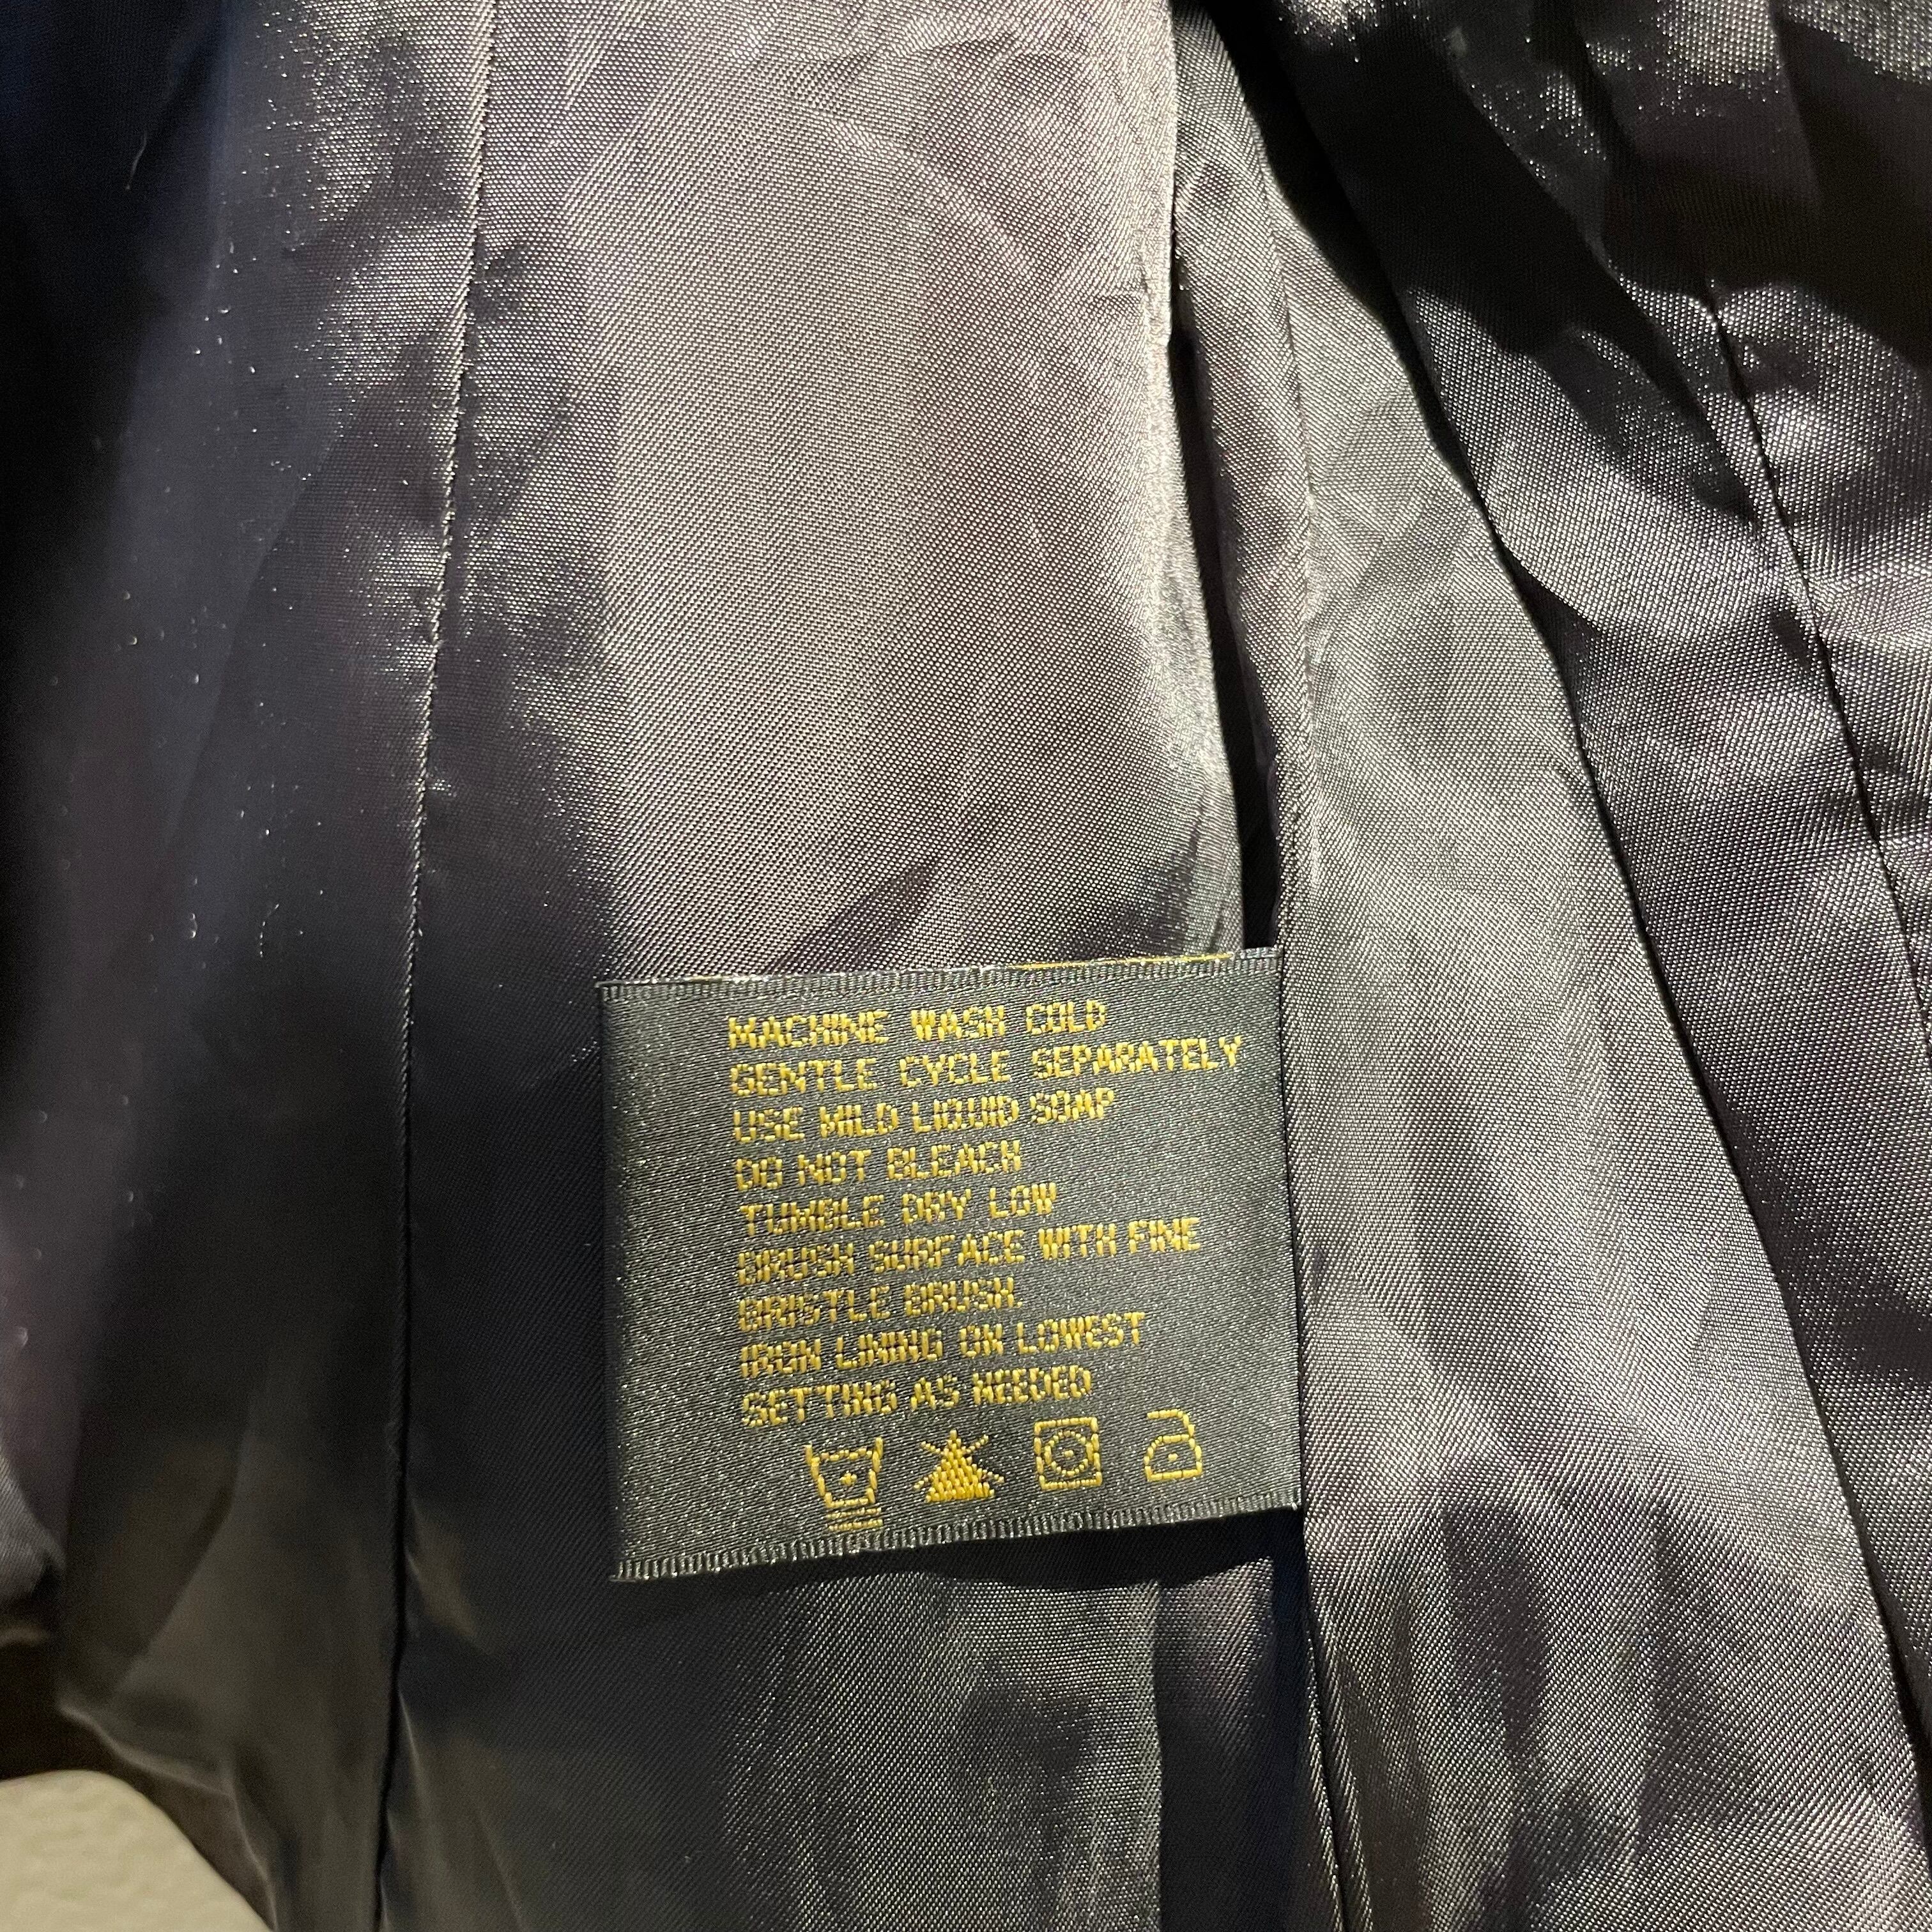 MACHINE WASH COLD
GENTLE CYCLE SEPARATELY
USE MILD LIQUID SOAP
DO NOT BLEACH
TUMBLE DRY LOW
BRUSH SURFACE WITH FINE
BRISTLE BRUSH.
IRON LINING ON LOWEST
SETTING AS NEEDED